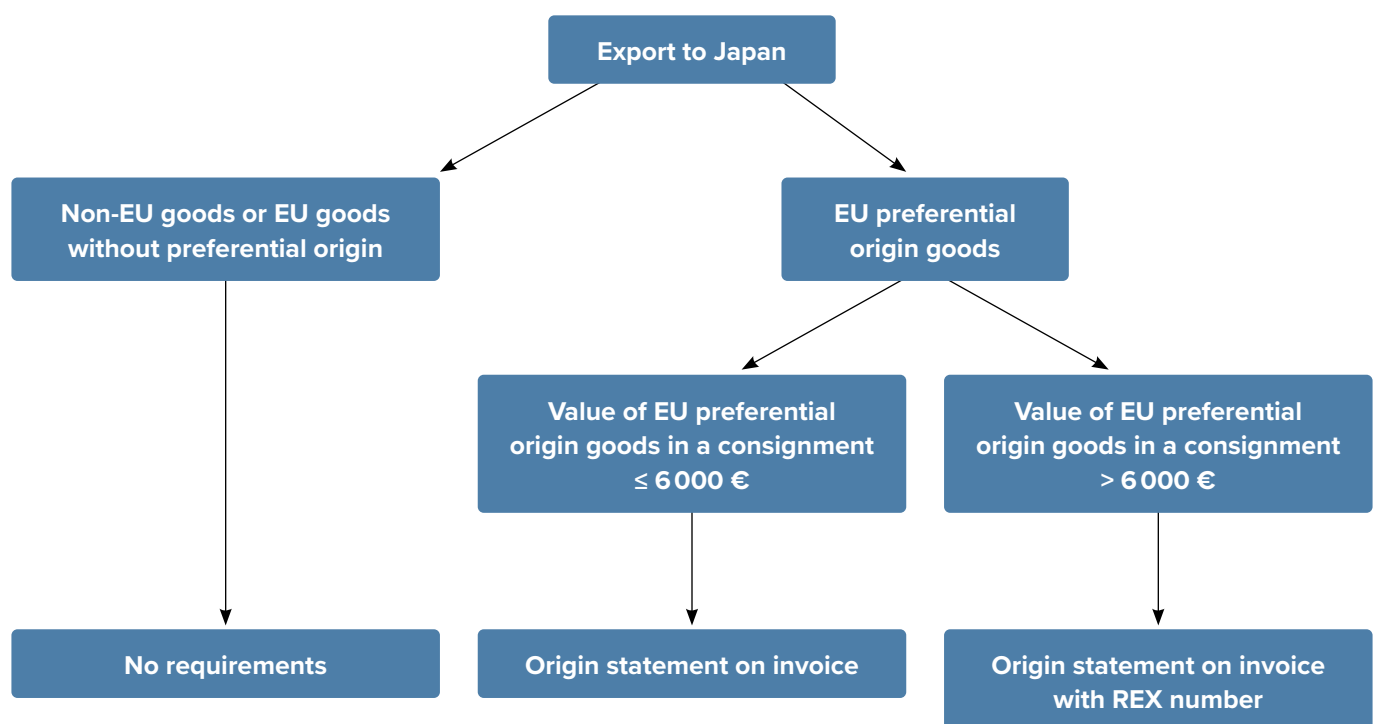 Export to Japan
Non-EU goods or EU goods
without preferential origin
EU preferential
origin goods
Value of EU preferential
origin goods in a consignment
≤ 6 000 €
Value of EU preferential
origin goods in a consignment
> 6 000 €
No requirements
Origin statement on invoice
Origin statement on invoice
with REX number